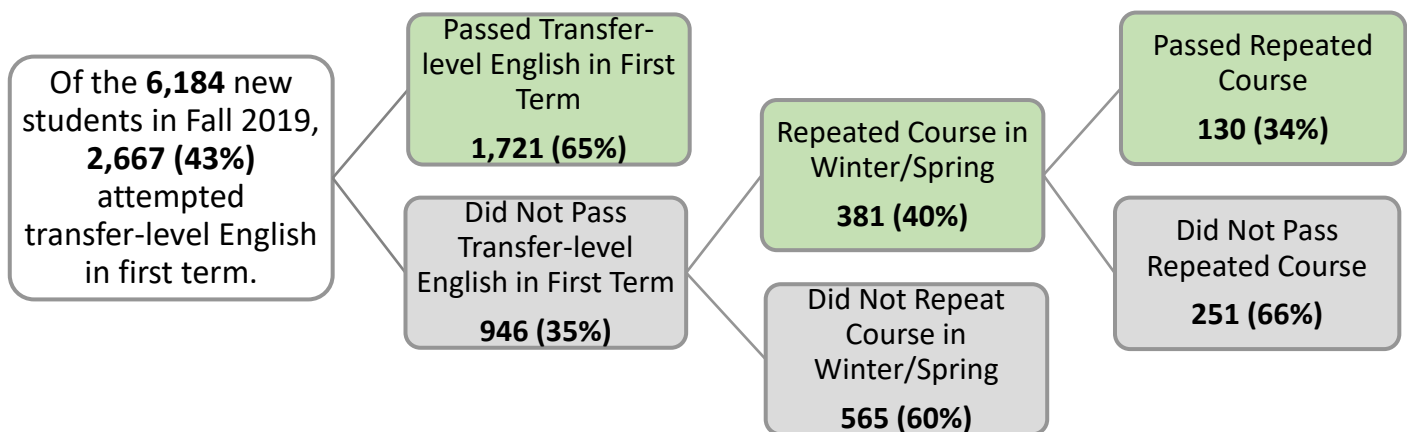 Of the 6,184 new
students in Fall 2019,
2,667 (43%)
attempted
transfer-level English
in first term.
Passed Transfer-
level English in First
Term
1,721 (65%)
Did Not Pass
Transfer-level
English in First Term
946 (35%)
Repeated Course in
Winter/Spring
381 (40%)
Did Not Repeat
Course in
Winter/Spring
565 (60%)
Passed Repeated
Course
130 (34%)
Did Not Pass
Repeated Course
251 (66%)